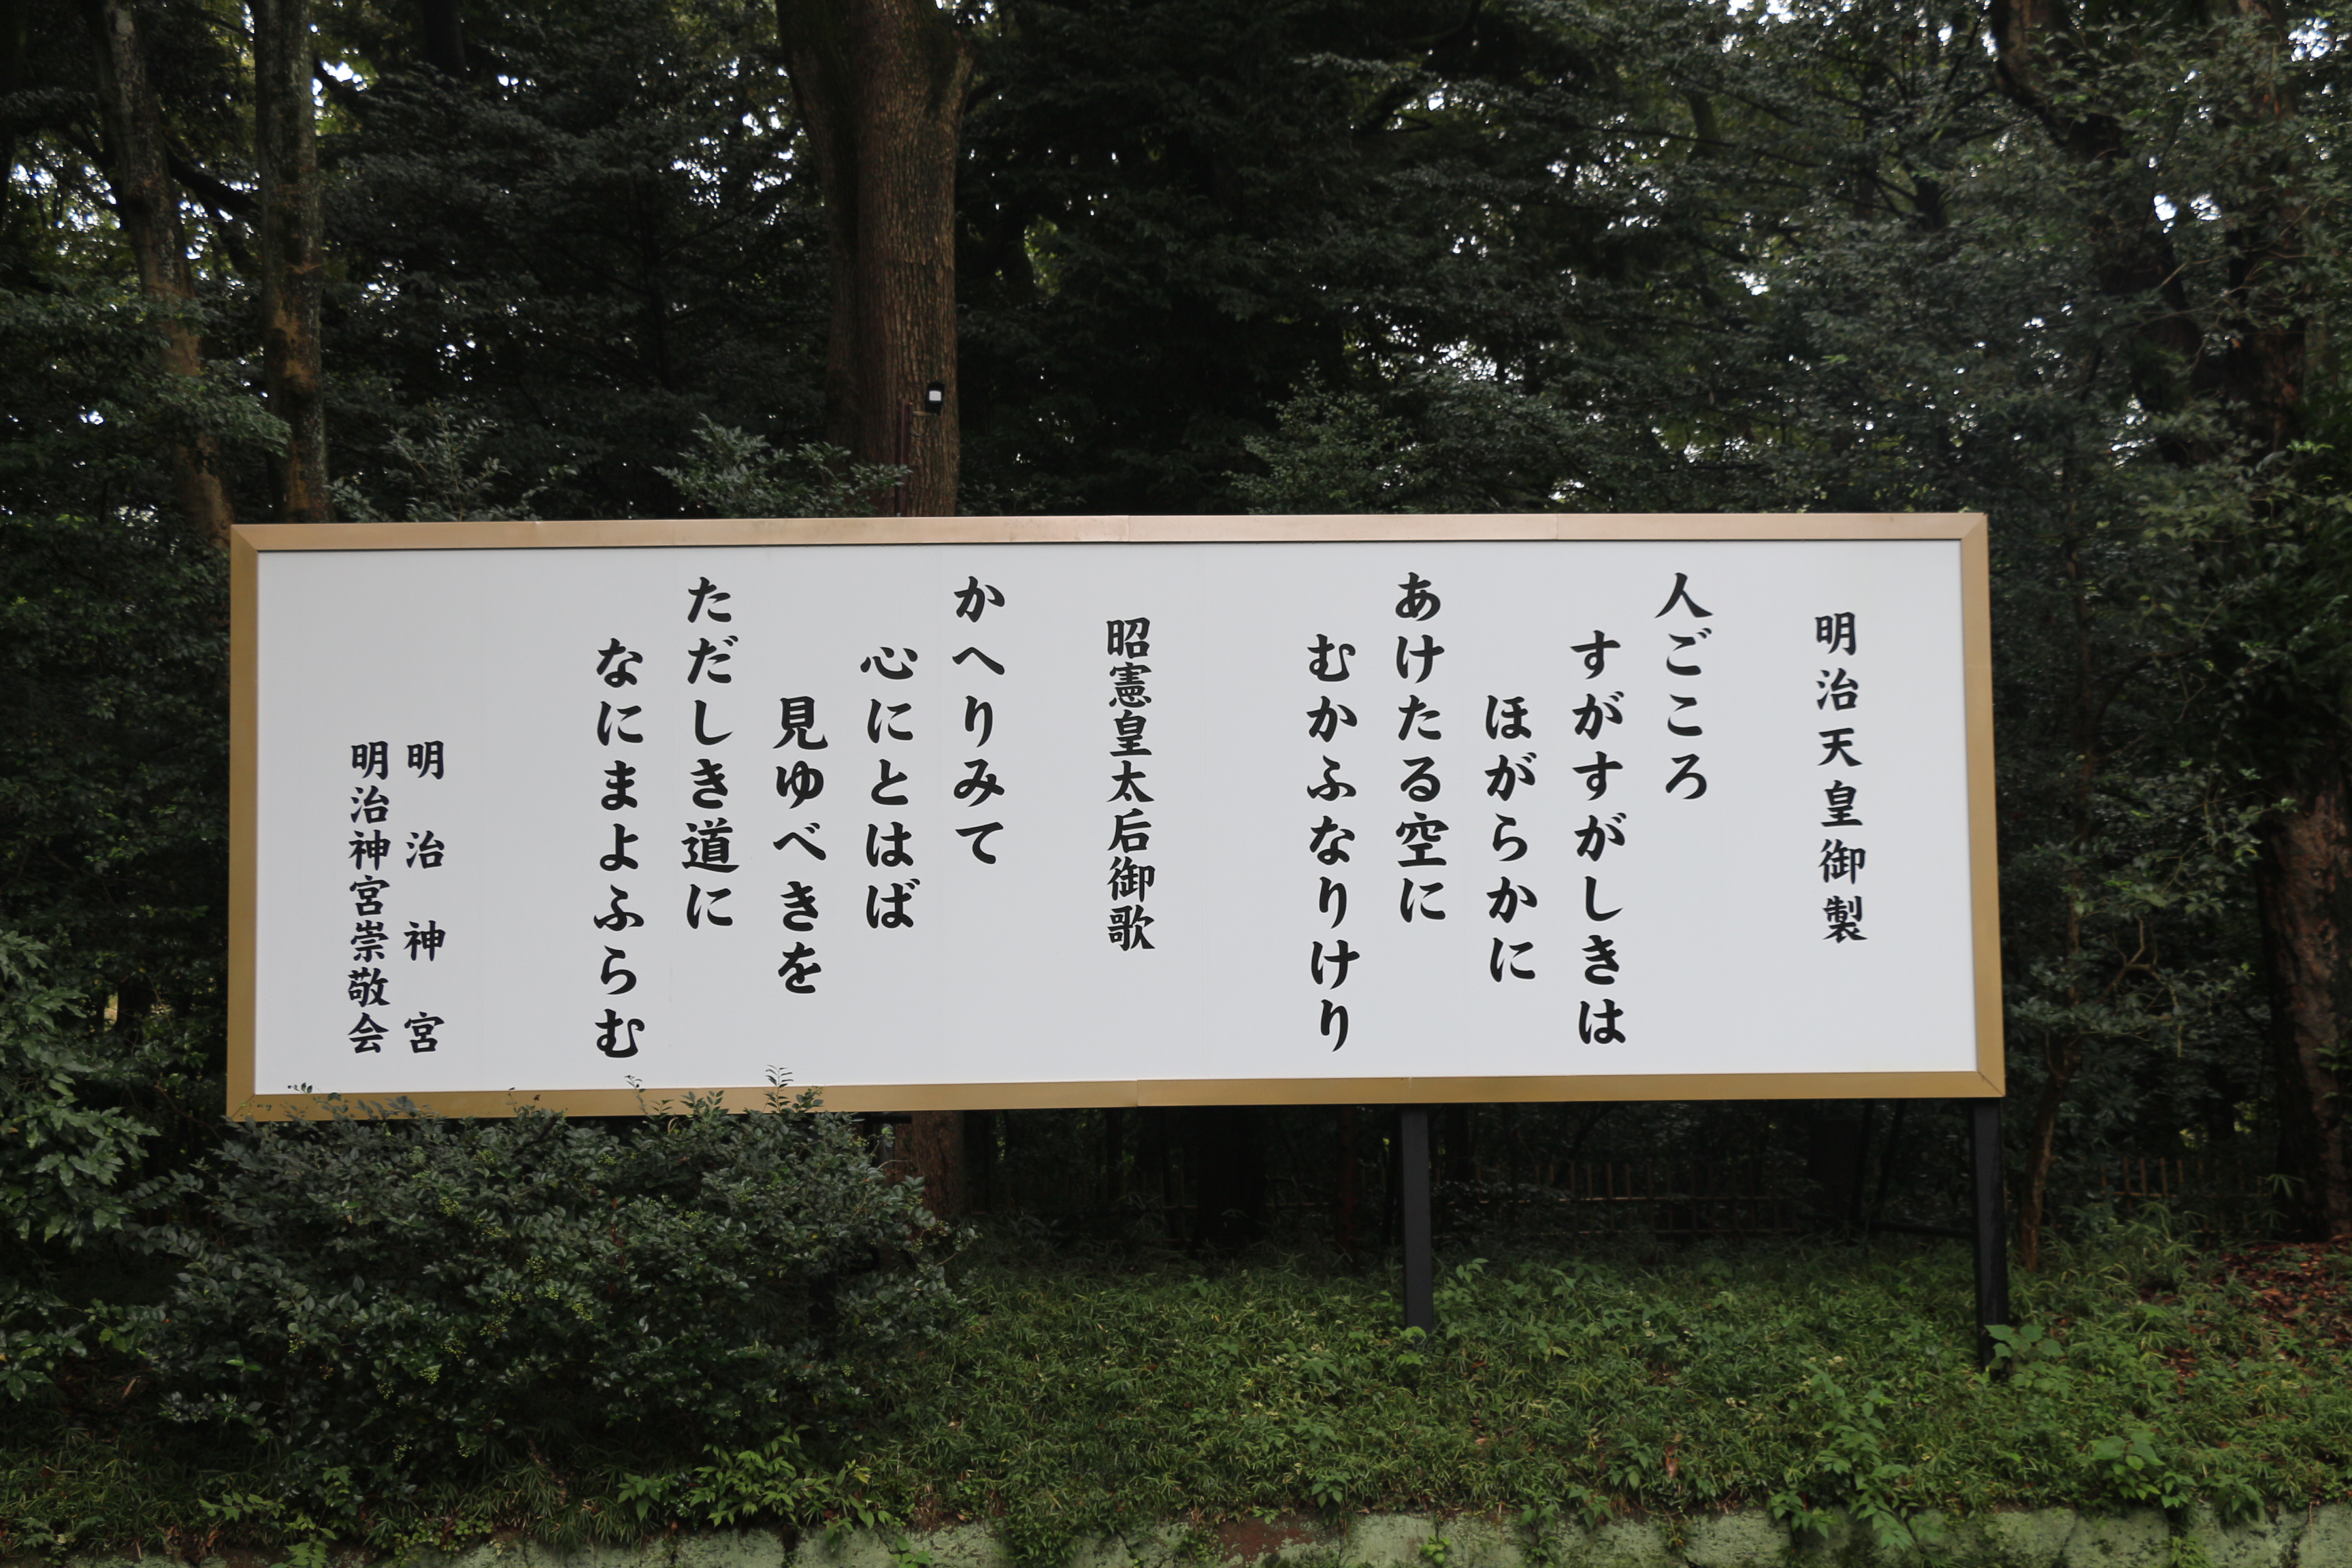 明治天皇御製
人ごころ
すがすがしきは
ほがらかに
あけたる空に
むかふなりけり
昭憲皇太后御歌
かへりみて
心にとはば
見ゆべきを
ただしき道に
なにまよふらむ
明治神宮
明治神宮崇敬会